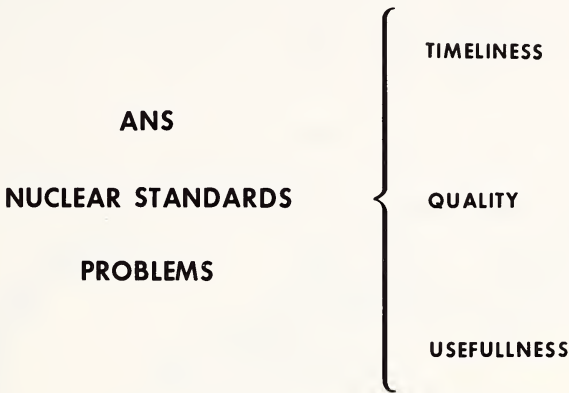 ANS
NUCLEAR STANDARDS
PROBLEMS
TIMELINESS
QUALITY
USEFULLNESS